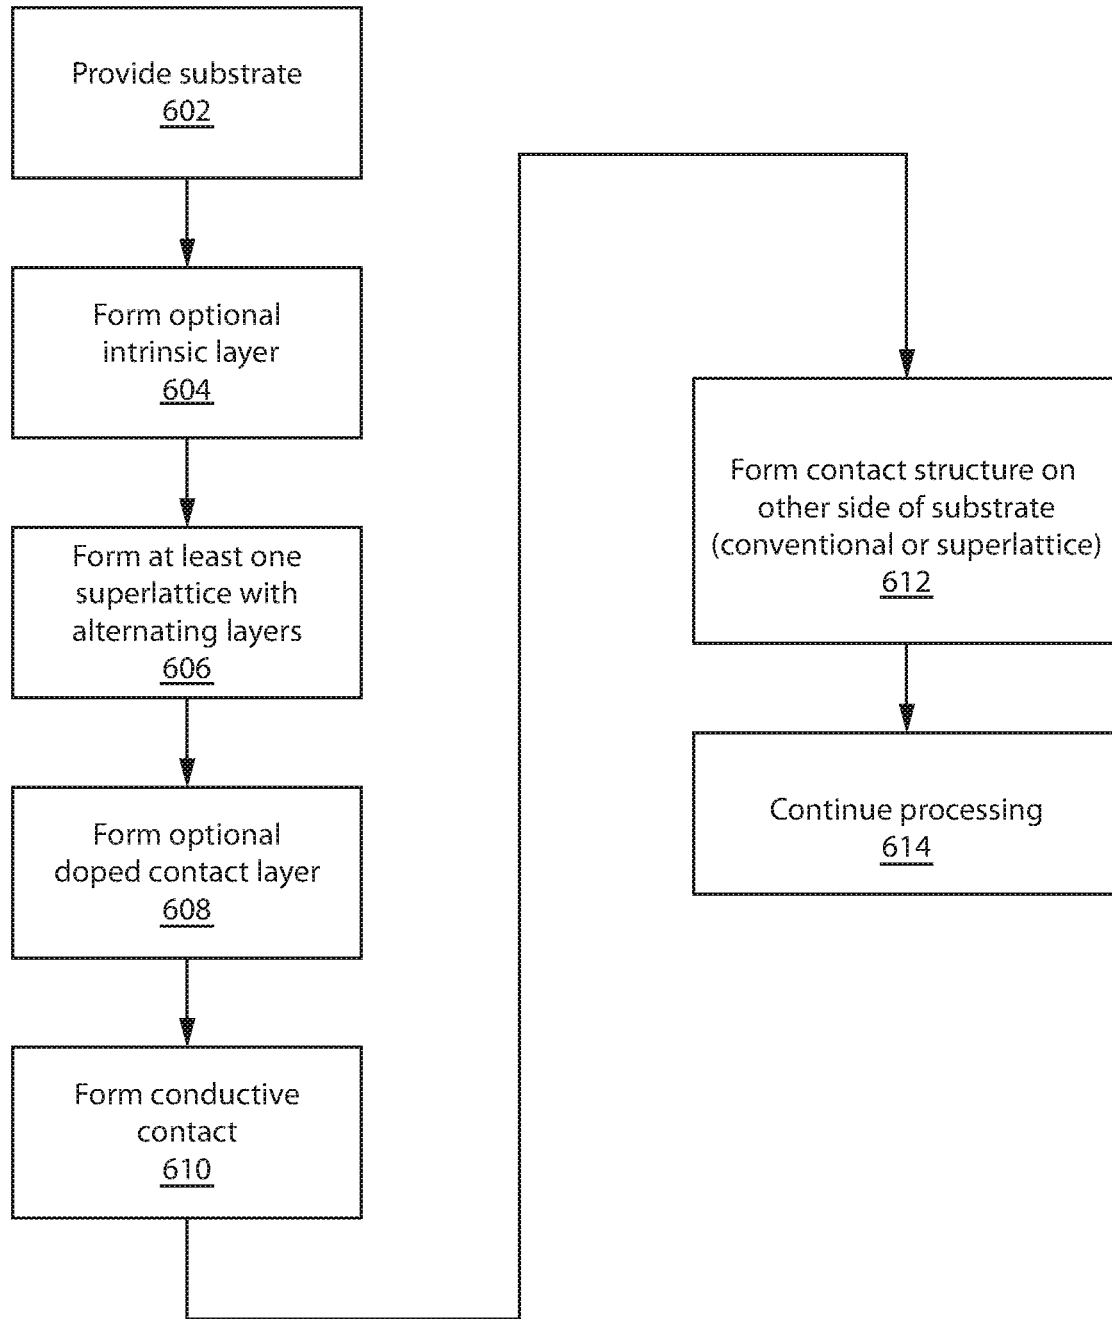 Provide substrate
602
Form optional
intrinsic layer
604
Form at least one
superlattice with
alternating layers
606
Form optional
doped contact layer
608
Form conductive
contact
610
Form contact structure on
other side of substrate
(conventional or superlattice)
612
Continue processing
614